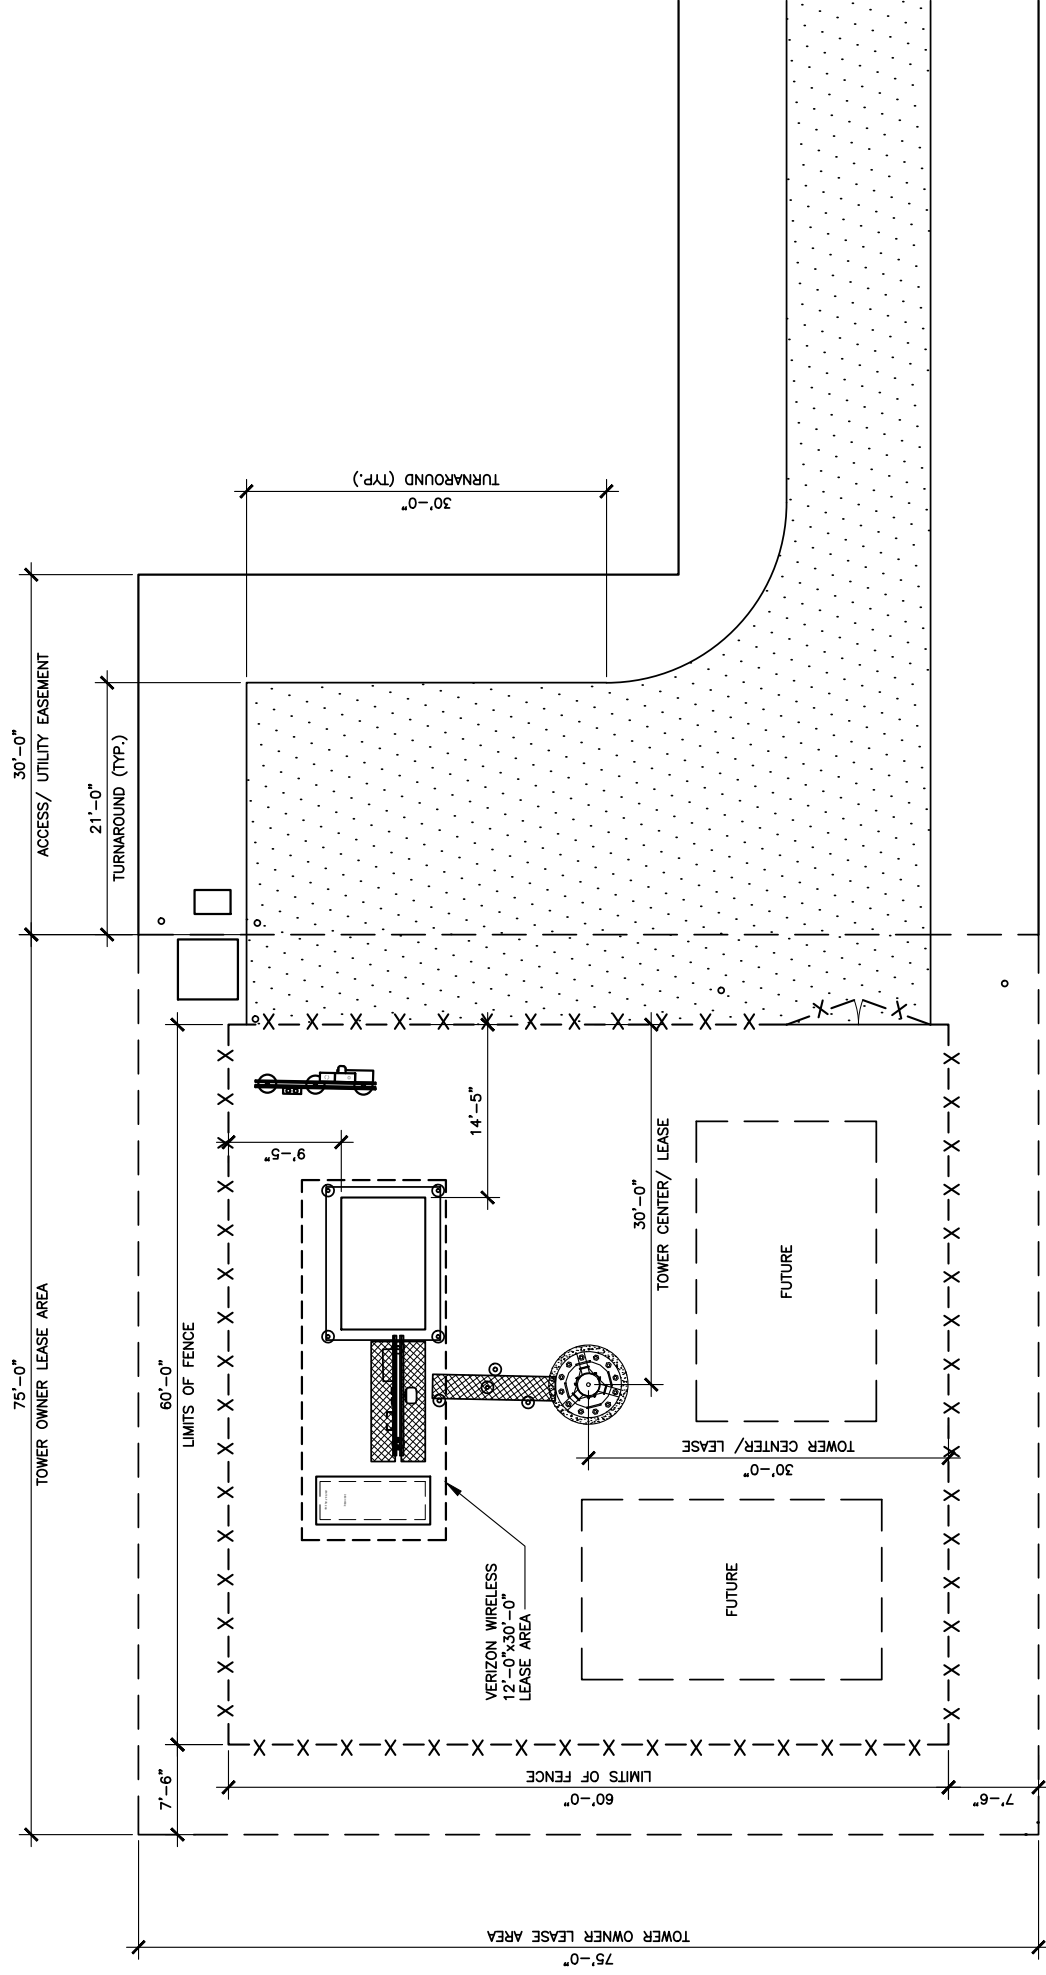 30'-0"
ACCESS/ UTILITY EASEMENT
21'-0"
TURNAROUND (TYP.)
30'-0"
TURNAROUND (TYP.)
75'-0"
TOWER OWNER LEASE AREA
60'-0"
LIMITS OF FENCE
7'-6"
9'-5"
14'-5"
30'-0"
TOWER CENTER/ LEASE
TOWER CENTER/ LEASE
30'-0"
FUTURE
FUTURE
VERIZON WIRELESS
12'-0"x30'-0"
LEASE AREA
LIMITS OF FENCE
60'-0"
7'-6"
TOWER OWNER LEASE AREA
75'-0"
X X X X X X X X X X X X
X X
X X X X X X X X X X X X X X X X
X X X X X X X X X X X X X X X X
X X X X X X X X X X X X X X X X